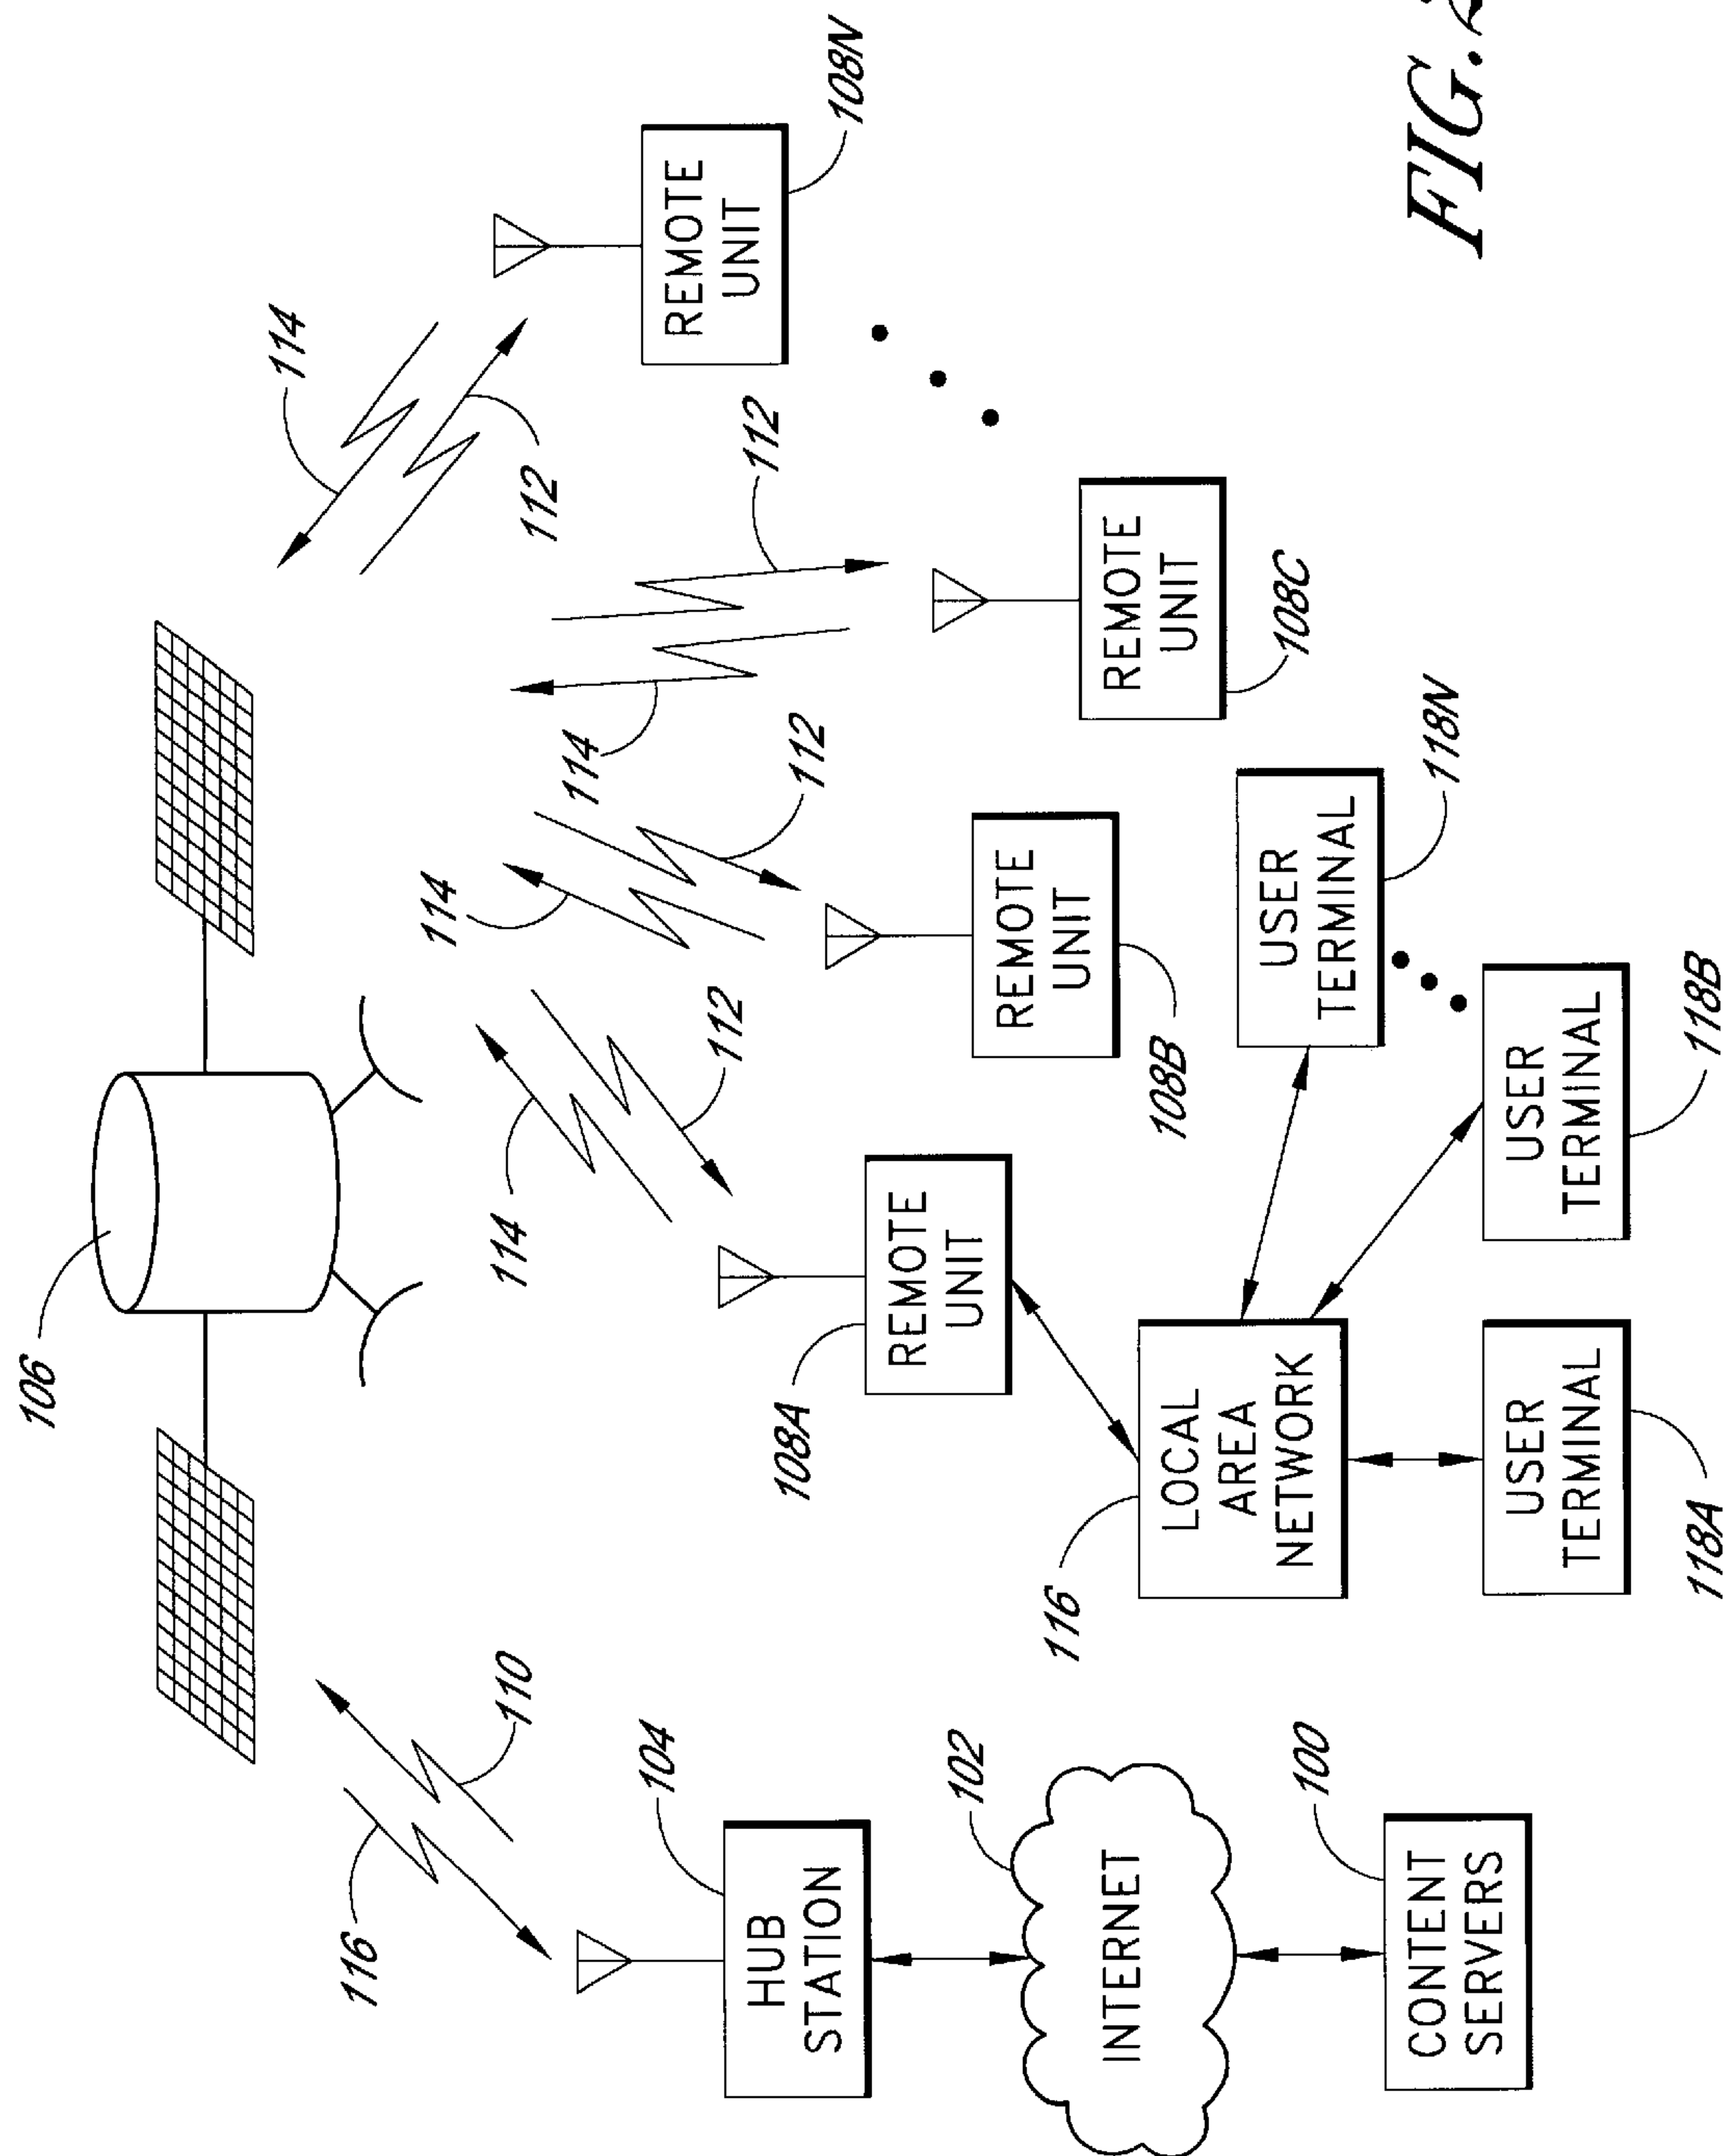 106
116
110
114
112
114
112
114
112
114
112
104
HUB
STATION
102
INTERNET
100
CONTENT
SERVERS
108A
REMOTE
UNIT
108B
REMOTE
UNIT
108C
REMOTE
UNIT
108N
REMOTE
UNIT
116
LOCAL
AREA
NETWORK
USER
TERMINAL
118A
USER
TERMINAL
118B
USER
TERMINAL
118N
FIG.2